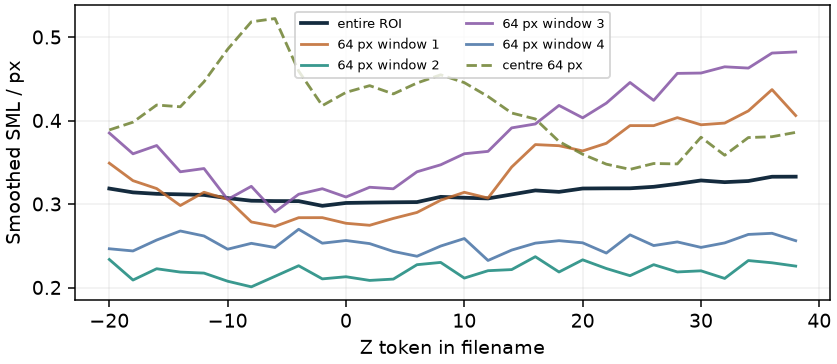 Smoothed SML / px
0.5
0.4
0.3
0.2
entire ROI
64 px window 1
64 px window 2
64 px window 3
64 px window 4
centre 64 px
−20
−10
0
10
20
30
40
Z token in filename